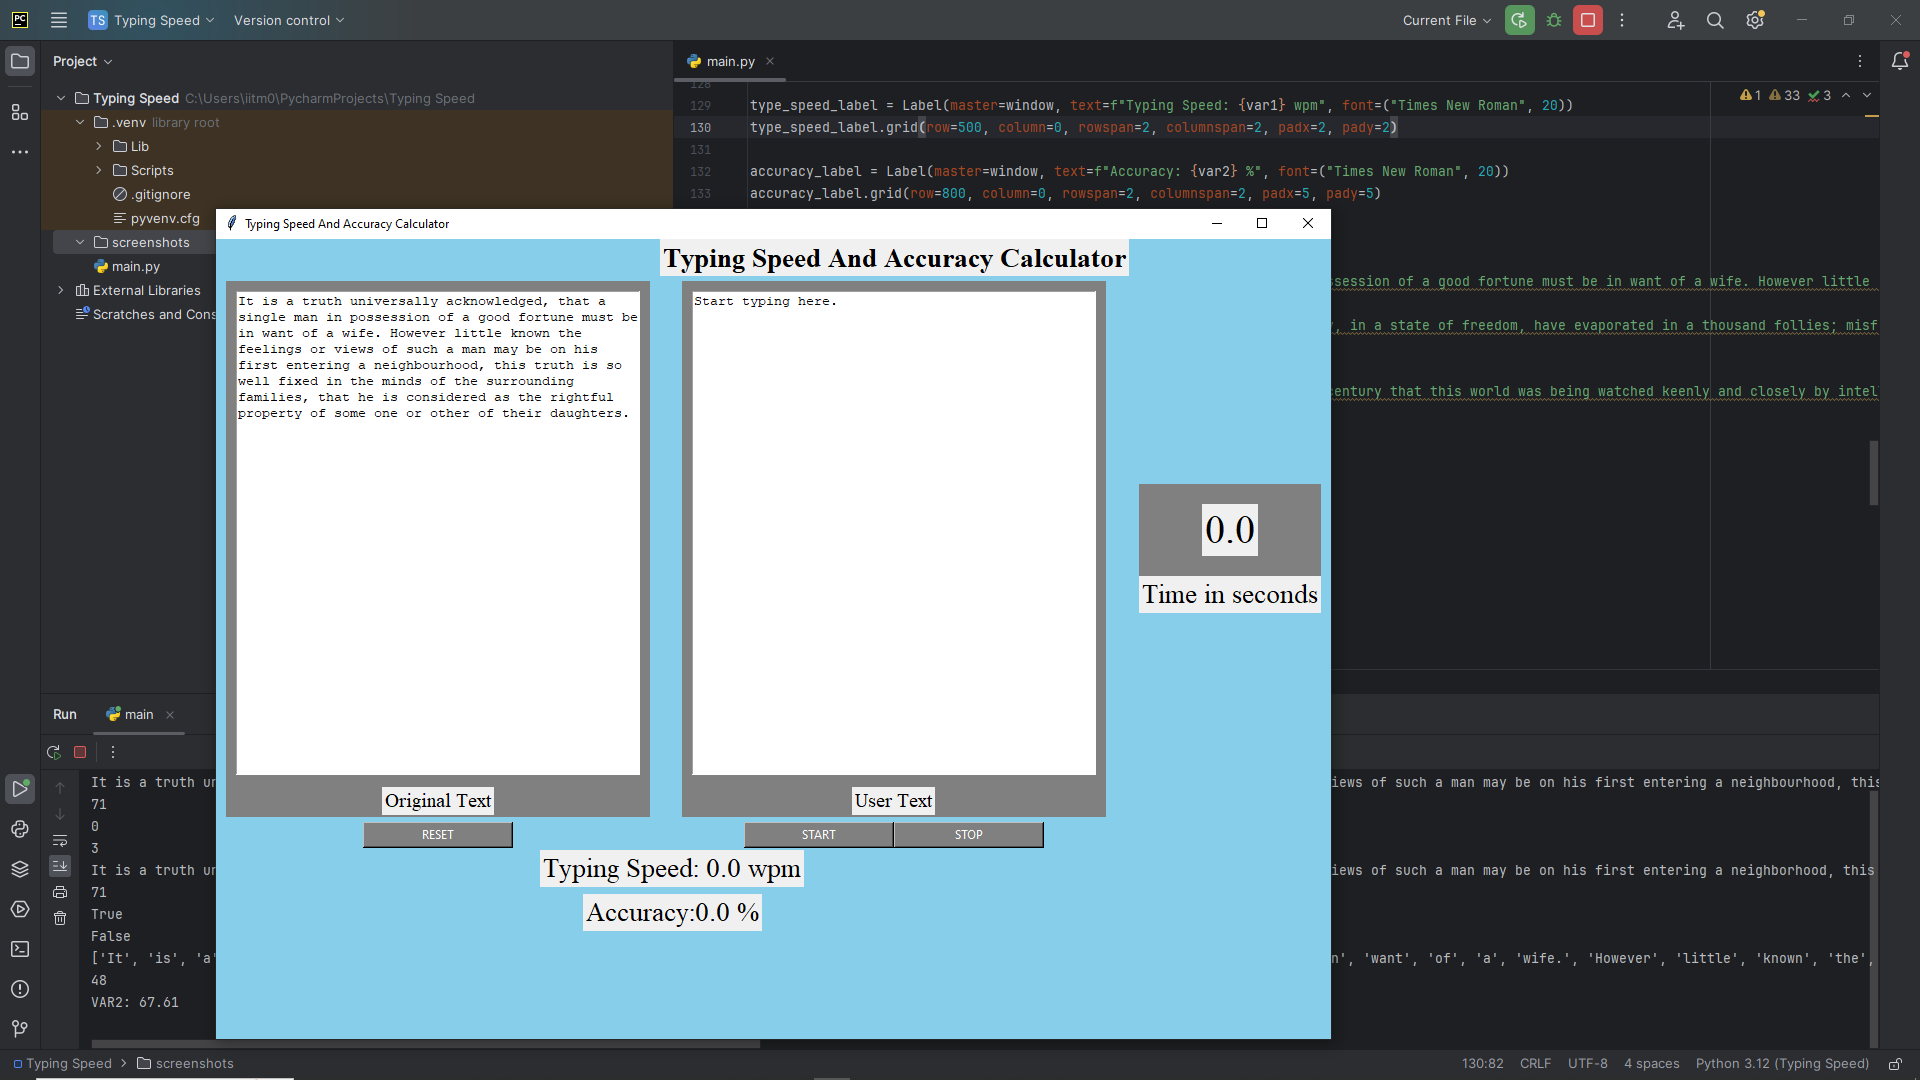 PC
TS Typing Speed
Version control
Current File
Project
main.py
Typing Speed C:\Users\iitm0\PycharmProjects\Typing Speed
.venv library root
Lib
Scripts
.gitignore
pyvenv.cfg
screenshots
main.py
External Libraries
Scratches and Cons
128
129 type_speed_label = Label(master=window, text=f"Typing Speed: {var1} wpm", font=("Times New Roman", 20))
130 type_speed_label.grid(row=500, column=0, rowspan=2, columnspan=2, padx=2, pady=2)
131
132 accuracy_label = Label(master=window, text=f"Accuracy: {var2} %", font=("Times New Roman", 20))
133 accuracy_label.grid(row=800, column=0, rowspan=2, columnspan=2, padx=5, pady=5)
1 33 3
session of a good fortune must be in want of a wife. However little
, in a state of freedom, have evaporated in a thousand follies; misf
entury that this world was being watched keenly and closely by intel
Typing Speed And Accuracy Calculator
Typing Speed And Accuracy Calculator
It is a truth universally acknowledged, that a
single man in possession of a good fortune must be
in want of a wife. However little known the
feelings or views of such a man may be on his
first entering a neighbourhood, this truth is so
well fixed in the minds of the surrounding
families, that he is considered as the rightful
property of some one or other of their daughters.
Start typing here.
0.0
Time in seconds
Original Text
User Text
RESET
START
STOP
Typing Speed: 0.0 wpm
Accuracy:0.0 %
Run
main
It is a truth un
iews of such a man may be on his first entering a neighbourhood, this
71
0
3
It is a truth un
iews of such a man may be on his first entering a neighborhood, this
71
True
False
['It', 'is', 'a'
n', 'want', 'of', 'a', 'wife.', 'However', 'little', 'known', 'the',
48
VAR2: 67.61
Typing Speed
screenshots
130:82 CRLF UTF-8 4 spaces Python 3.12 (Typing Speed)